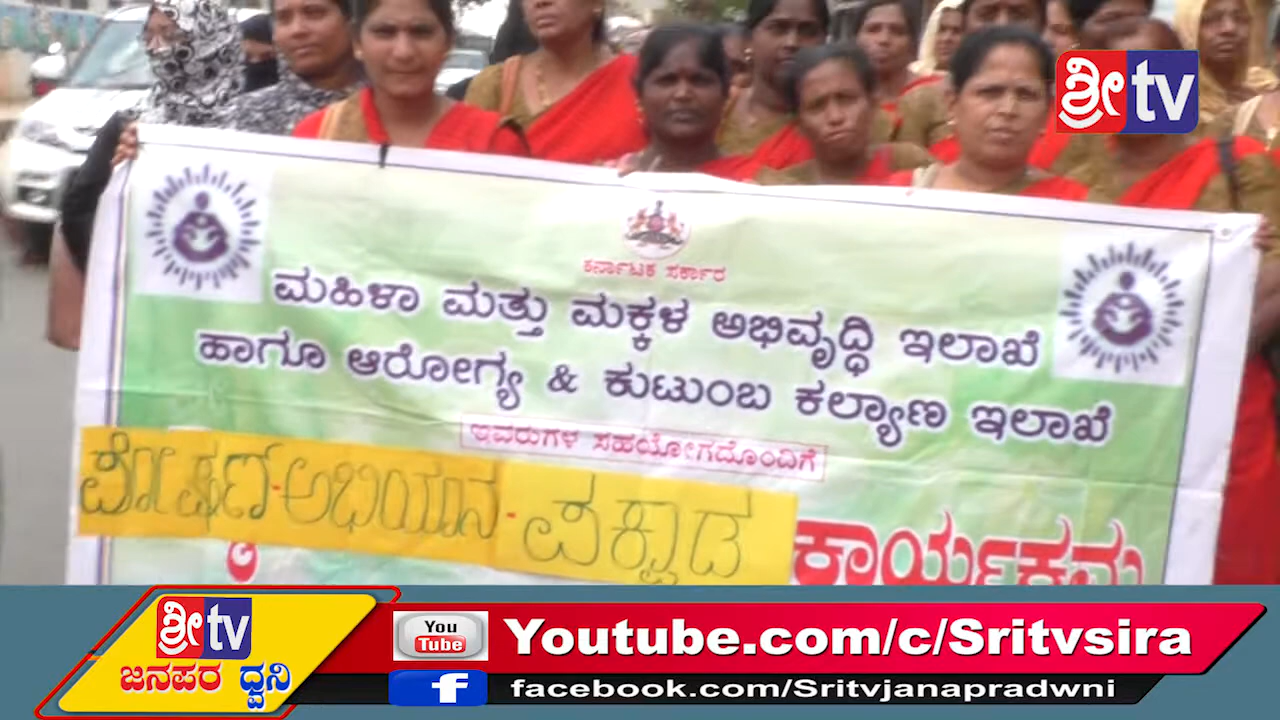 ಶ್ರೀtv
ಕರ್ನಾಟಕ ಸರ್ಕಾರ
ಮಹಿಳಾ ಮತ್ತು ಮಕ್ಕಳ ಅಭಿವೃದ್ಧಿ ಇಲಾಖೆ
ಹಾಗೂ ಆರೋಗ್ಯ & ಕುಟುಂಬ ಕಲ್ಯಾಣ ಇಲಾಖೆ
ಇವರುಗಳ ಸಹಯೋಗದೊಂದಿಗೆ
ಪೋಷಣ್-ಅಭಿಯಾನ-ಪಕ್ವಾಡ
ಕಾರ್ಯಕ್ರಮ
ಶ್ರೀtv
ಜನಪರ ಧ್ವನಿ
You Tube
Youtube.com/c/Sritvsira
f
facebook.com/Sritvjanapradwni